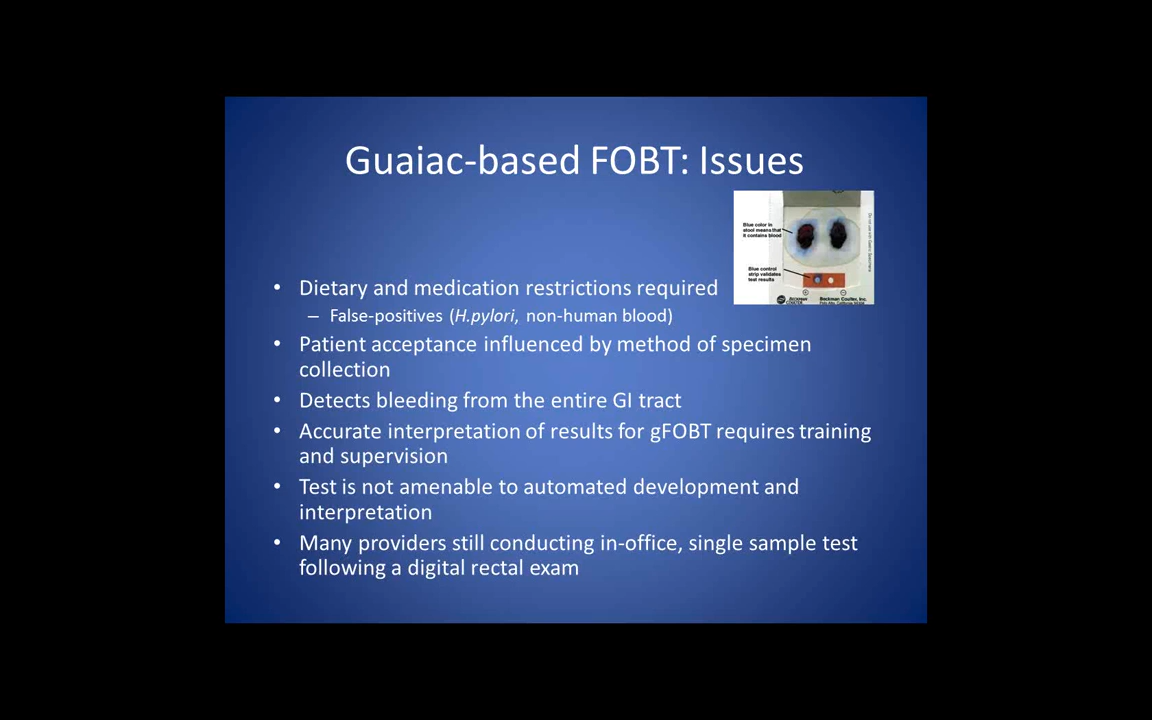 Guaiac-based FOBT: Issues
Blue color in
stool means that
it contains blood
Blue control
strip validates
test results
Beckman Coulter, Inc.
• Dietary and medication restrictions required
– False-positives (H.pylori, non-human blood)
• Patient acceptance influenced by method of specimen
collection
• Detects bleeding from the entire GI tract
• Accurate interpretation of results for gFOBT requires training
and supervision
• Test is not amenable to automated development and
interpretation
• Many providers still conducting in-office, single sample test
following a digital rectal exam